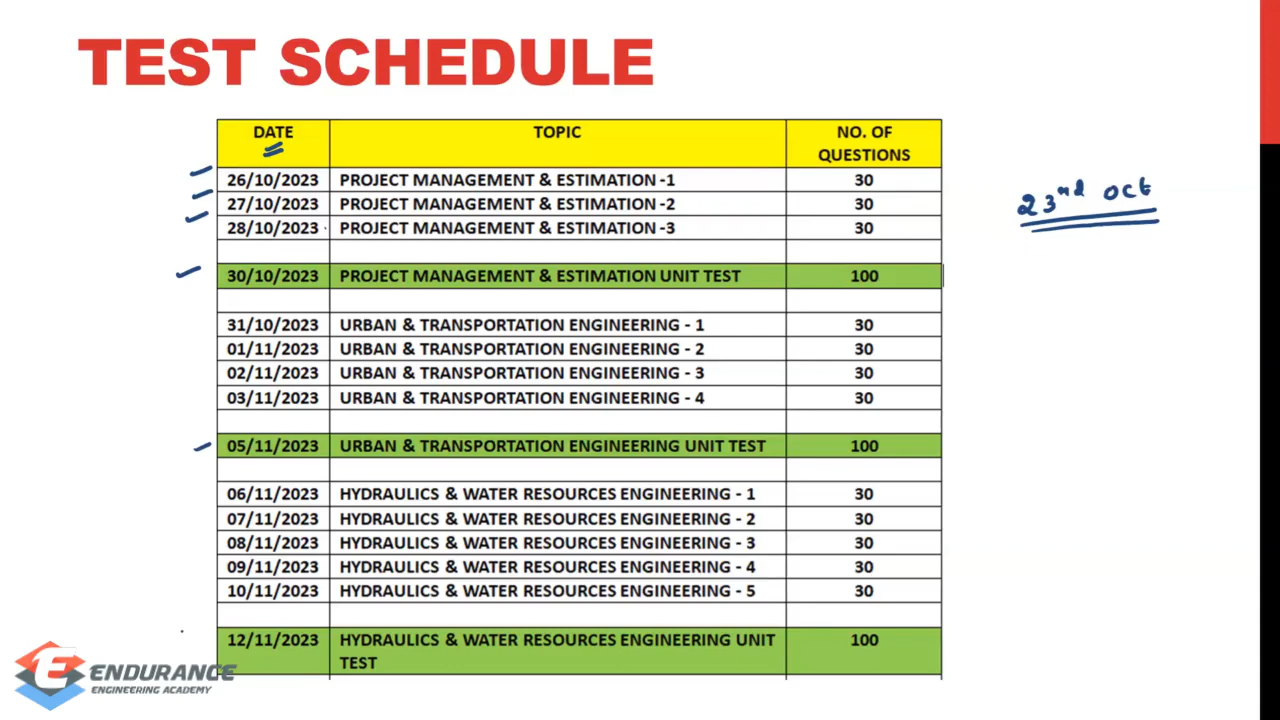 TEST SCHEDULE
DATE TOPIC NO. OF QUESTIONS
26/10/2023 PROJECT MANAGEMENT & ESTIMATION -1 30
27/10/2023 PROJECT MANAGEMENT & ESTIMATION -2 30
28/10/2023 PROJECT MANAGEMENT & ESTIMATION -3 30
23nd oct
30/10/2023 PROJECT MANAGEMENT & ESTIMATION UNIT TEST 100
31/10/2023 URBAN & TRANSPORTATION ENGINEERING - 1 30
01/11/2023 URBAN & TRANSPORTATION ENGINEERING - 2 30
02/11/2023 URBAN & TRANSPORTATION ENGINEERING - 3 30
03/11/2023 URBAN & TRANSPORTATION ENGINEERING - 4 30
05/11/2023 URBAN & TRANSPORTATION ENGINEERING UNIT TEST 100
06/11/2023 HYDRAULICS & WATER RESOURCES ENGINEERING - 1 30
07/11/2023 HYDRAULICS & WATER RESOURCES ENGINEERING - 2 30
08/11/2023 HYDRAULICS & WATER RESOURCES ENGINEERING - 3 30
09/11/2023 HYDRAULICS & WATER RESOURCES ENGINEERING - 4 30
10/11/2023 HYDRAULICS & WATER RESOURCES ENGINEERING - 5 30
12/11/2023 HYDRAULICS & WATER RESOURCES ENGINEERING UNIT TEST 100
ENDURANCE
ENGINEERING ACADEMY